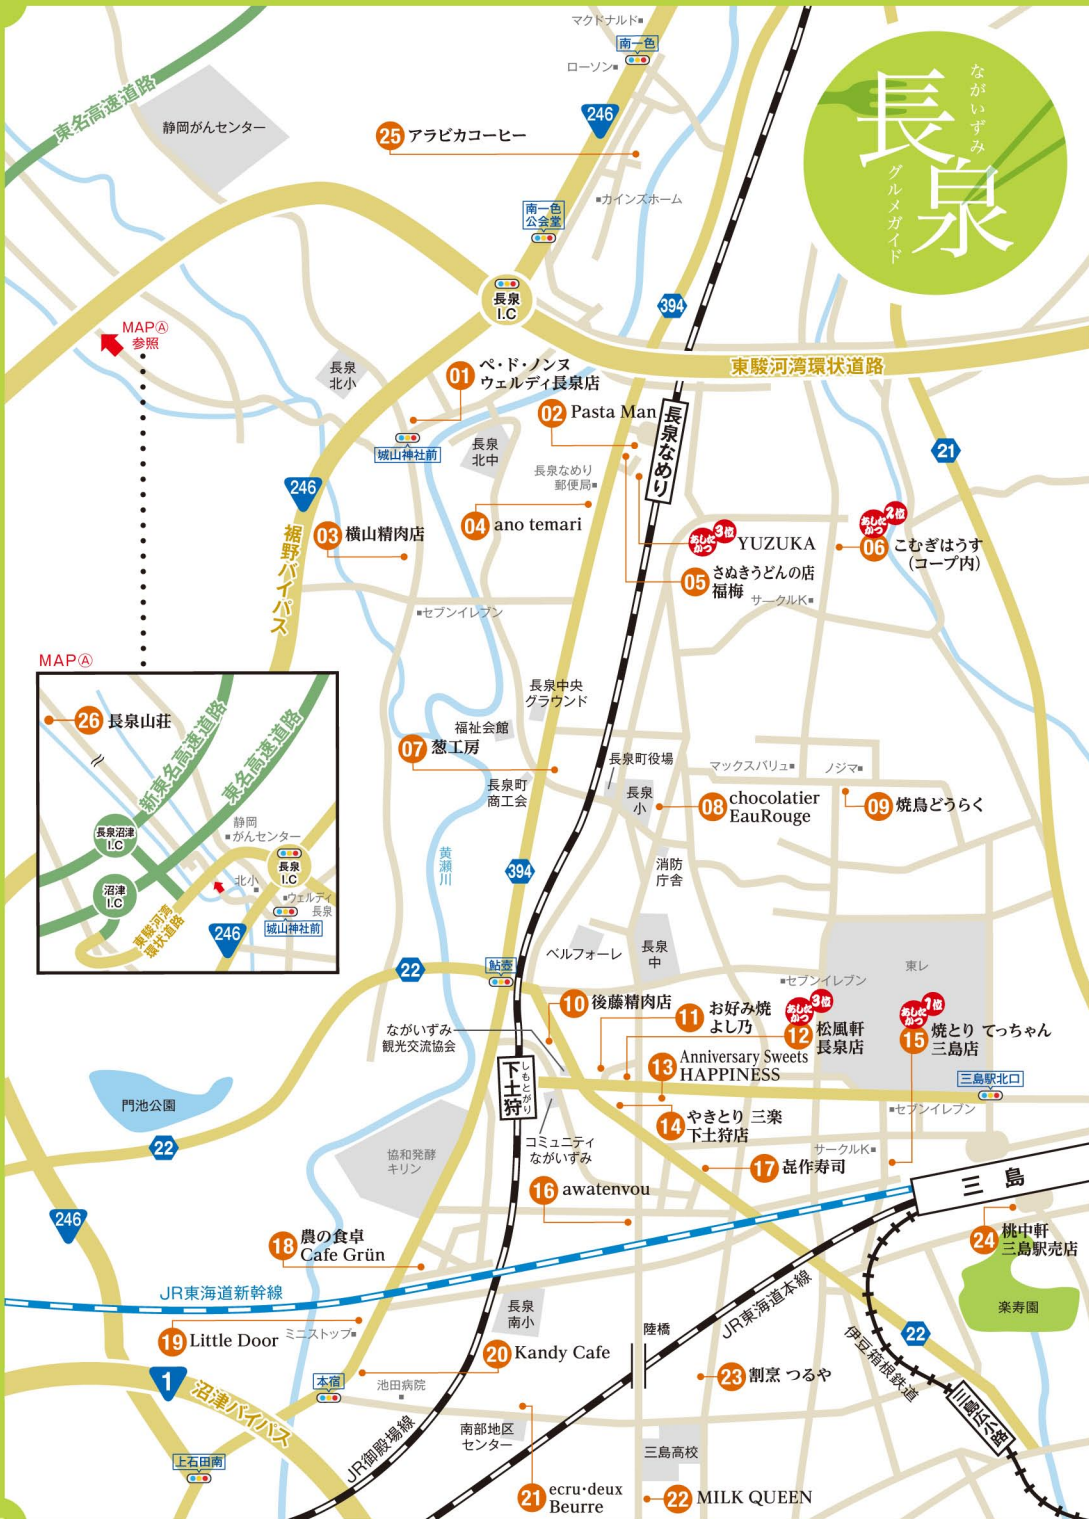 長泉
ながいずみ
グルメガイド
マクドナルド
南一色
ローソン
246
東名高速道路
静岡がんセンター
25 アラビカコーヒー
カインズホーム
南一色
公会堂
長泉
I.C
394
東駿河湾環状道路
MAPⒶ
参照
長泉
北小
01 ペ・ド・ノンヌ
ウェルディ長泉店
02 Pasta Man
長泉なめり
城山神社前
長泉
北中
長泉なめり
郵便局
21
246
裾野バイパス
03 横山精肉店
04 ano temari
あしたかつ 3位
YUZUKA
あしたかつ 2位
06 こむぎはうす
(コープ内)
05 さぬきうどんの店
福梅
サークルK
セブンイレブン
MAPⒶ
26 長泉山荘
新東名高速道路
東名高速道路
長泉沼津
I.C
沼津
I.C
静岡
がんセンター
北小
長泉
I.C
ウェルディ
長泉
城山神社前
東駿河湾
環状道路
246
長泉中央
グラウンド
福祉会館
07 葱工房
長泉町
商工会
長泉町役場
長泉
小
マックスバリュ
ノジマ
08 chocolatier
EauRouge
09 焼鳥どうらく
黄瀬川
394
消防
庁舎
22
鮎壺
ベルフォーレ
長泉
中
セブンイレブン
東レ
10 後藤精肉店
11 お好み焼
よし乃
あしたかつ 3位
12 松風軒
長泉店
あしたかつ 1位
15 焼とり てっちゃん
三島店
ながいずみ
観光交流協会
13 Anniversary Sweets
HAPPINESS
下土狩
しもとがり
三島駅北口
セブンイレブン
14 やきとり 三楽
下土狩店
門池公園
22
コミュニティ
ながいずみ
協和発酵
キリン
サークルK
17 㐂作寿司
16 awatenvou
三島
246
18 農の食卓
Cafe Grün
24 桃中軒
三島駅売店
JR東海道新幹線
長泉
南小
楽寿園
19 Little Door
ミニストップ
陸橋
JR東海道本線
22
伊豆箱根鉄道
20 Kandy Cafe
1
沼津バイパス
本宿
池田病院
23 割烹 つるや
三島広小路
南部地区
センター
三島高校
JR御殿場線
上石田南
21 ecru・deux
Beurre
22 MILK QUEEN